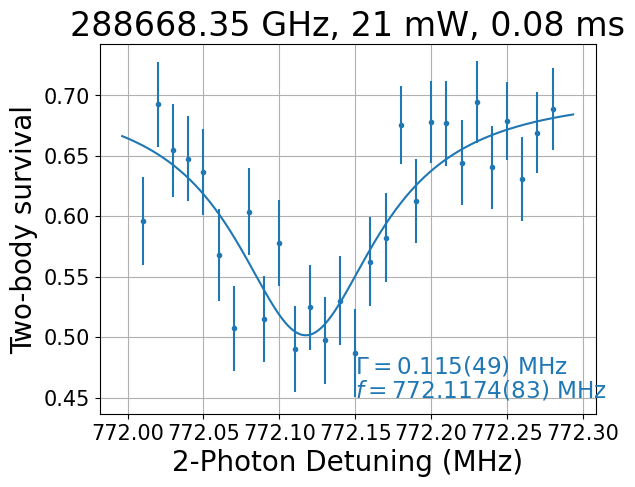 288668.35 GHz, 21 mW, 0.08 ms
Two-body survival
0.70
0.65
0.60
0.55
0.50
0.45
Γ = 0.115(49) MHz
f = 772.1174(83) MHz
772.00 772.05 772.10 772.15 772.20 772.25 772.30
2-Photon Detuning (MHz)